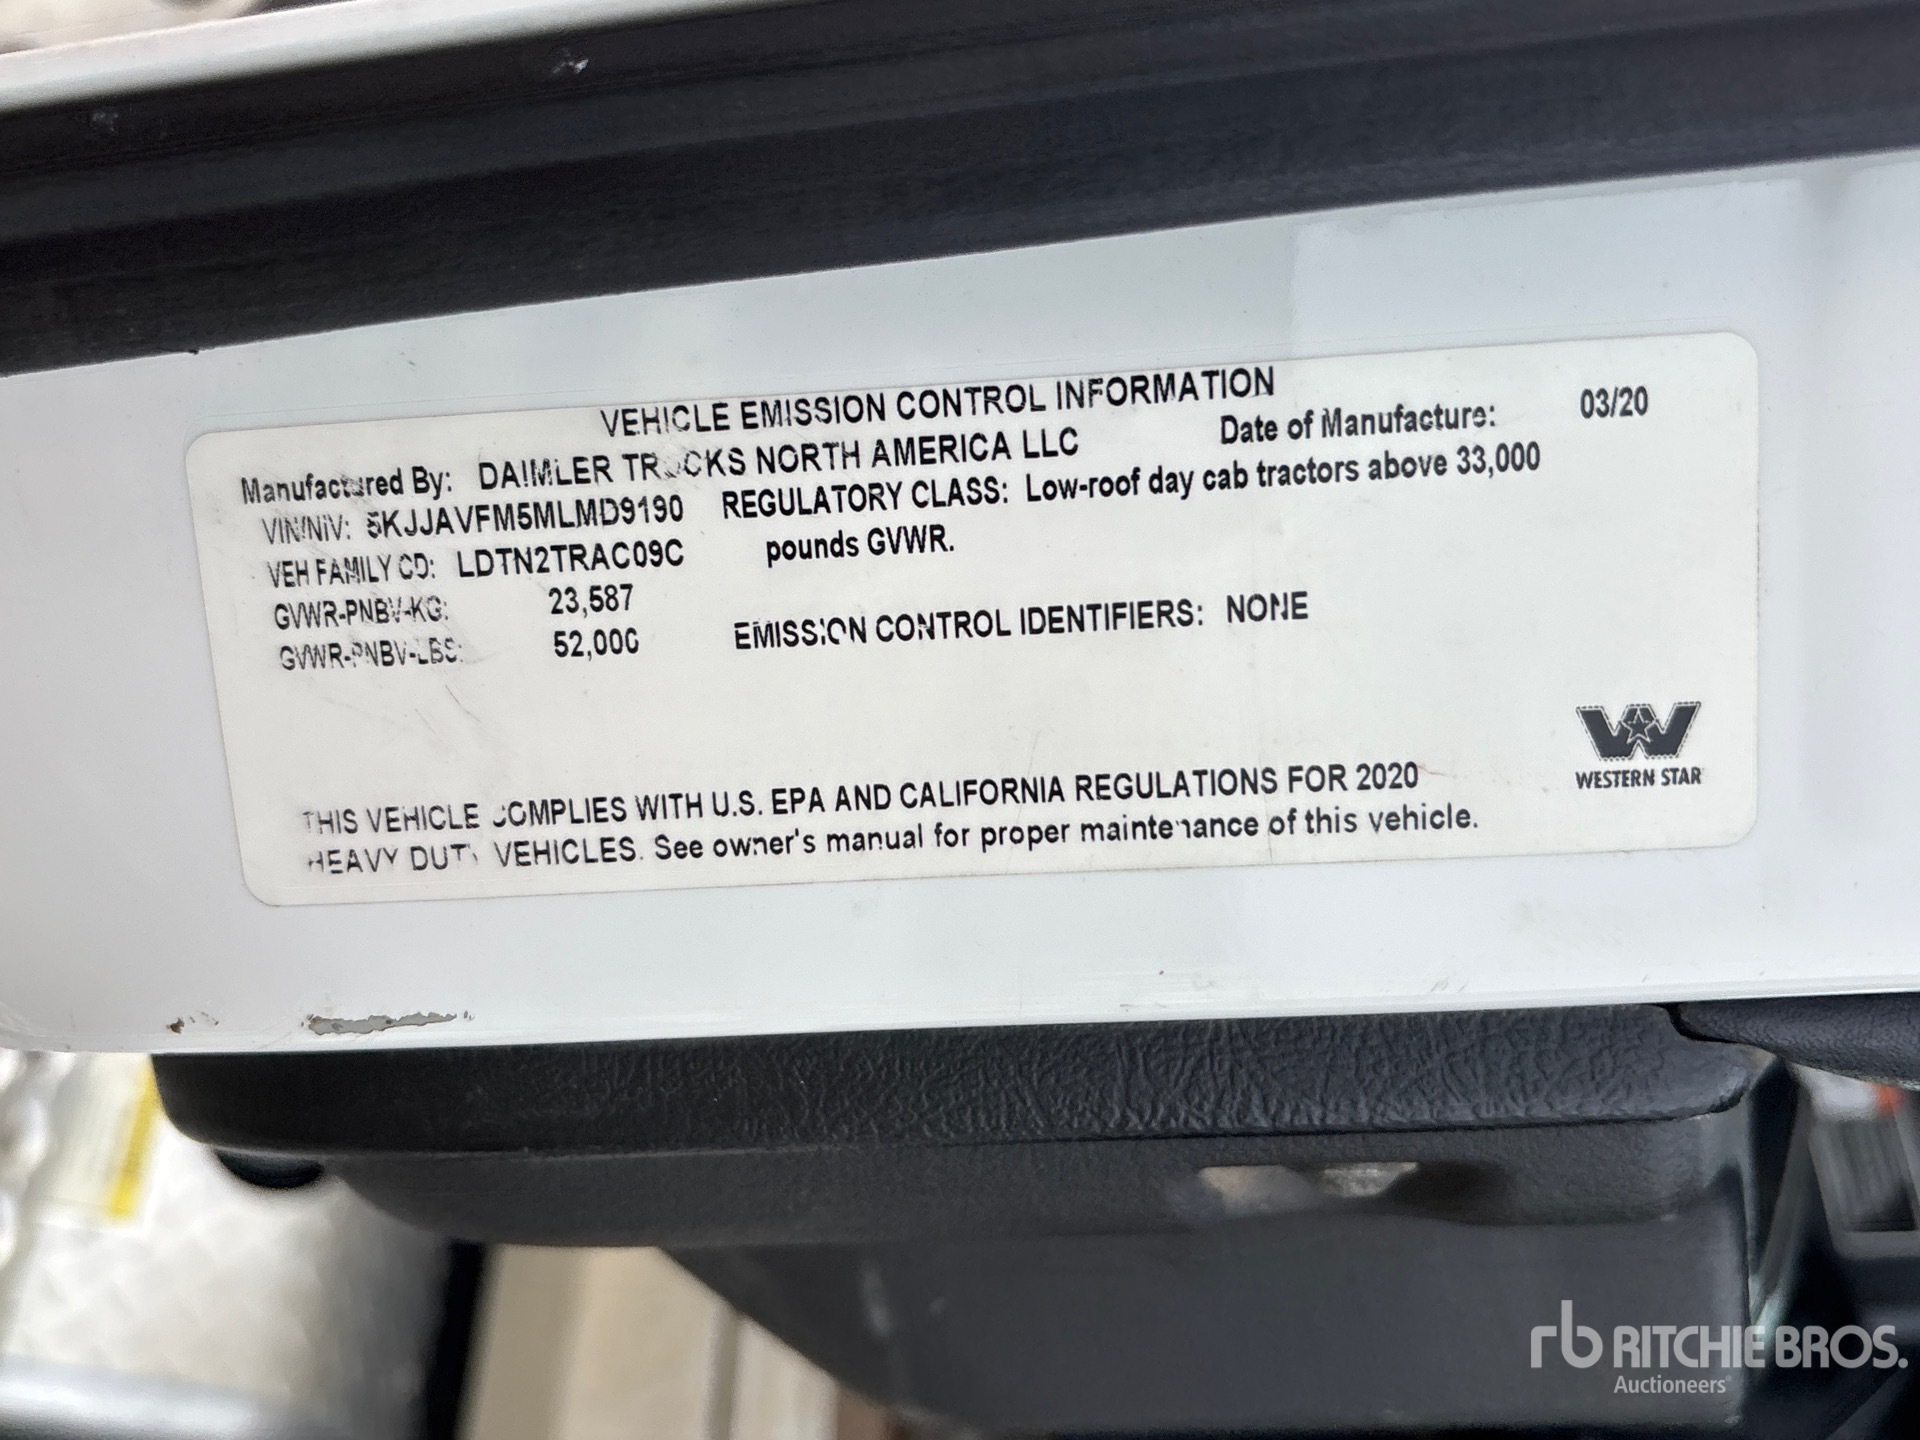 VEHICLE EMISSION CONTROL INFORMATION
Manufactured By: DAIMLER TRUCKS NORTH AMERICA LLC Date of Manufacture: 03/20
VIN/NIV: 5KJJAVFM5MLMD9190 REGULATORY CLASS: Low-roof day cab tractors above 33,000
VEH FAMILY CD: LDTN2TRAC09C pounds GVWR.
GVWR-PNBV-KG: 23,587
GVWR-PNBV-LBS: 52,000 EMISSION CONTROL IDENTIFIERS: NONE
WESTERN STAR
THIS VEHICLE COMPLIES WITH U.S. EPA AND CALIFORNIA REGULATIONS FOR 2020
HEAVY DUTY VEHICLES. See owner's manual for proper maintenance of this vehicle.
rb RITCHIE BROS.
Auctioneers